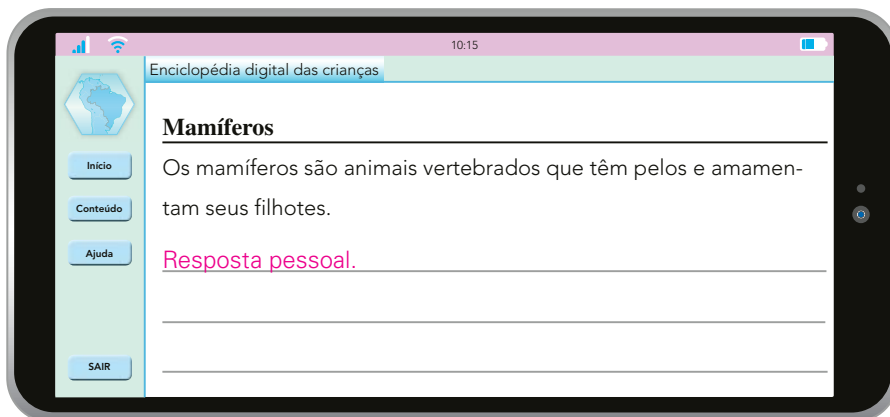 10:15
Enciclopédia digital das crianças
Mamíferos
Os mamíferos são animais vertebrados que têm pelos e amamen-
tam seus filhotes.
Resposta pessoal.
Início
Conteúdo
Ajuda
SAIR